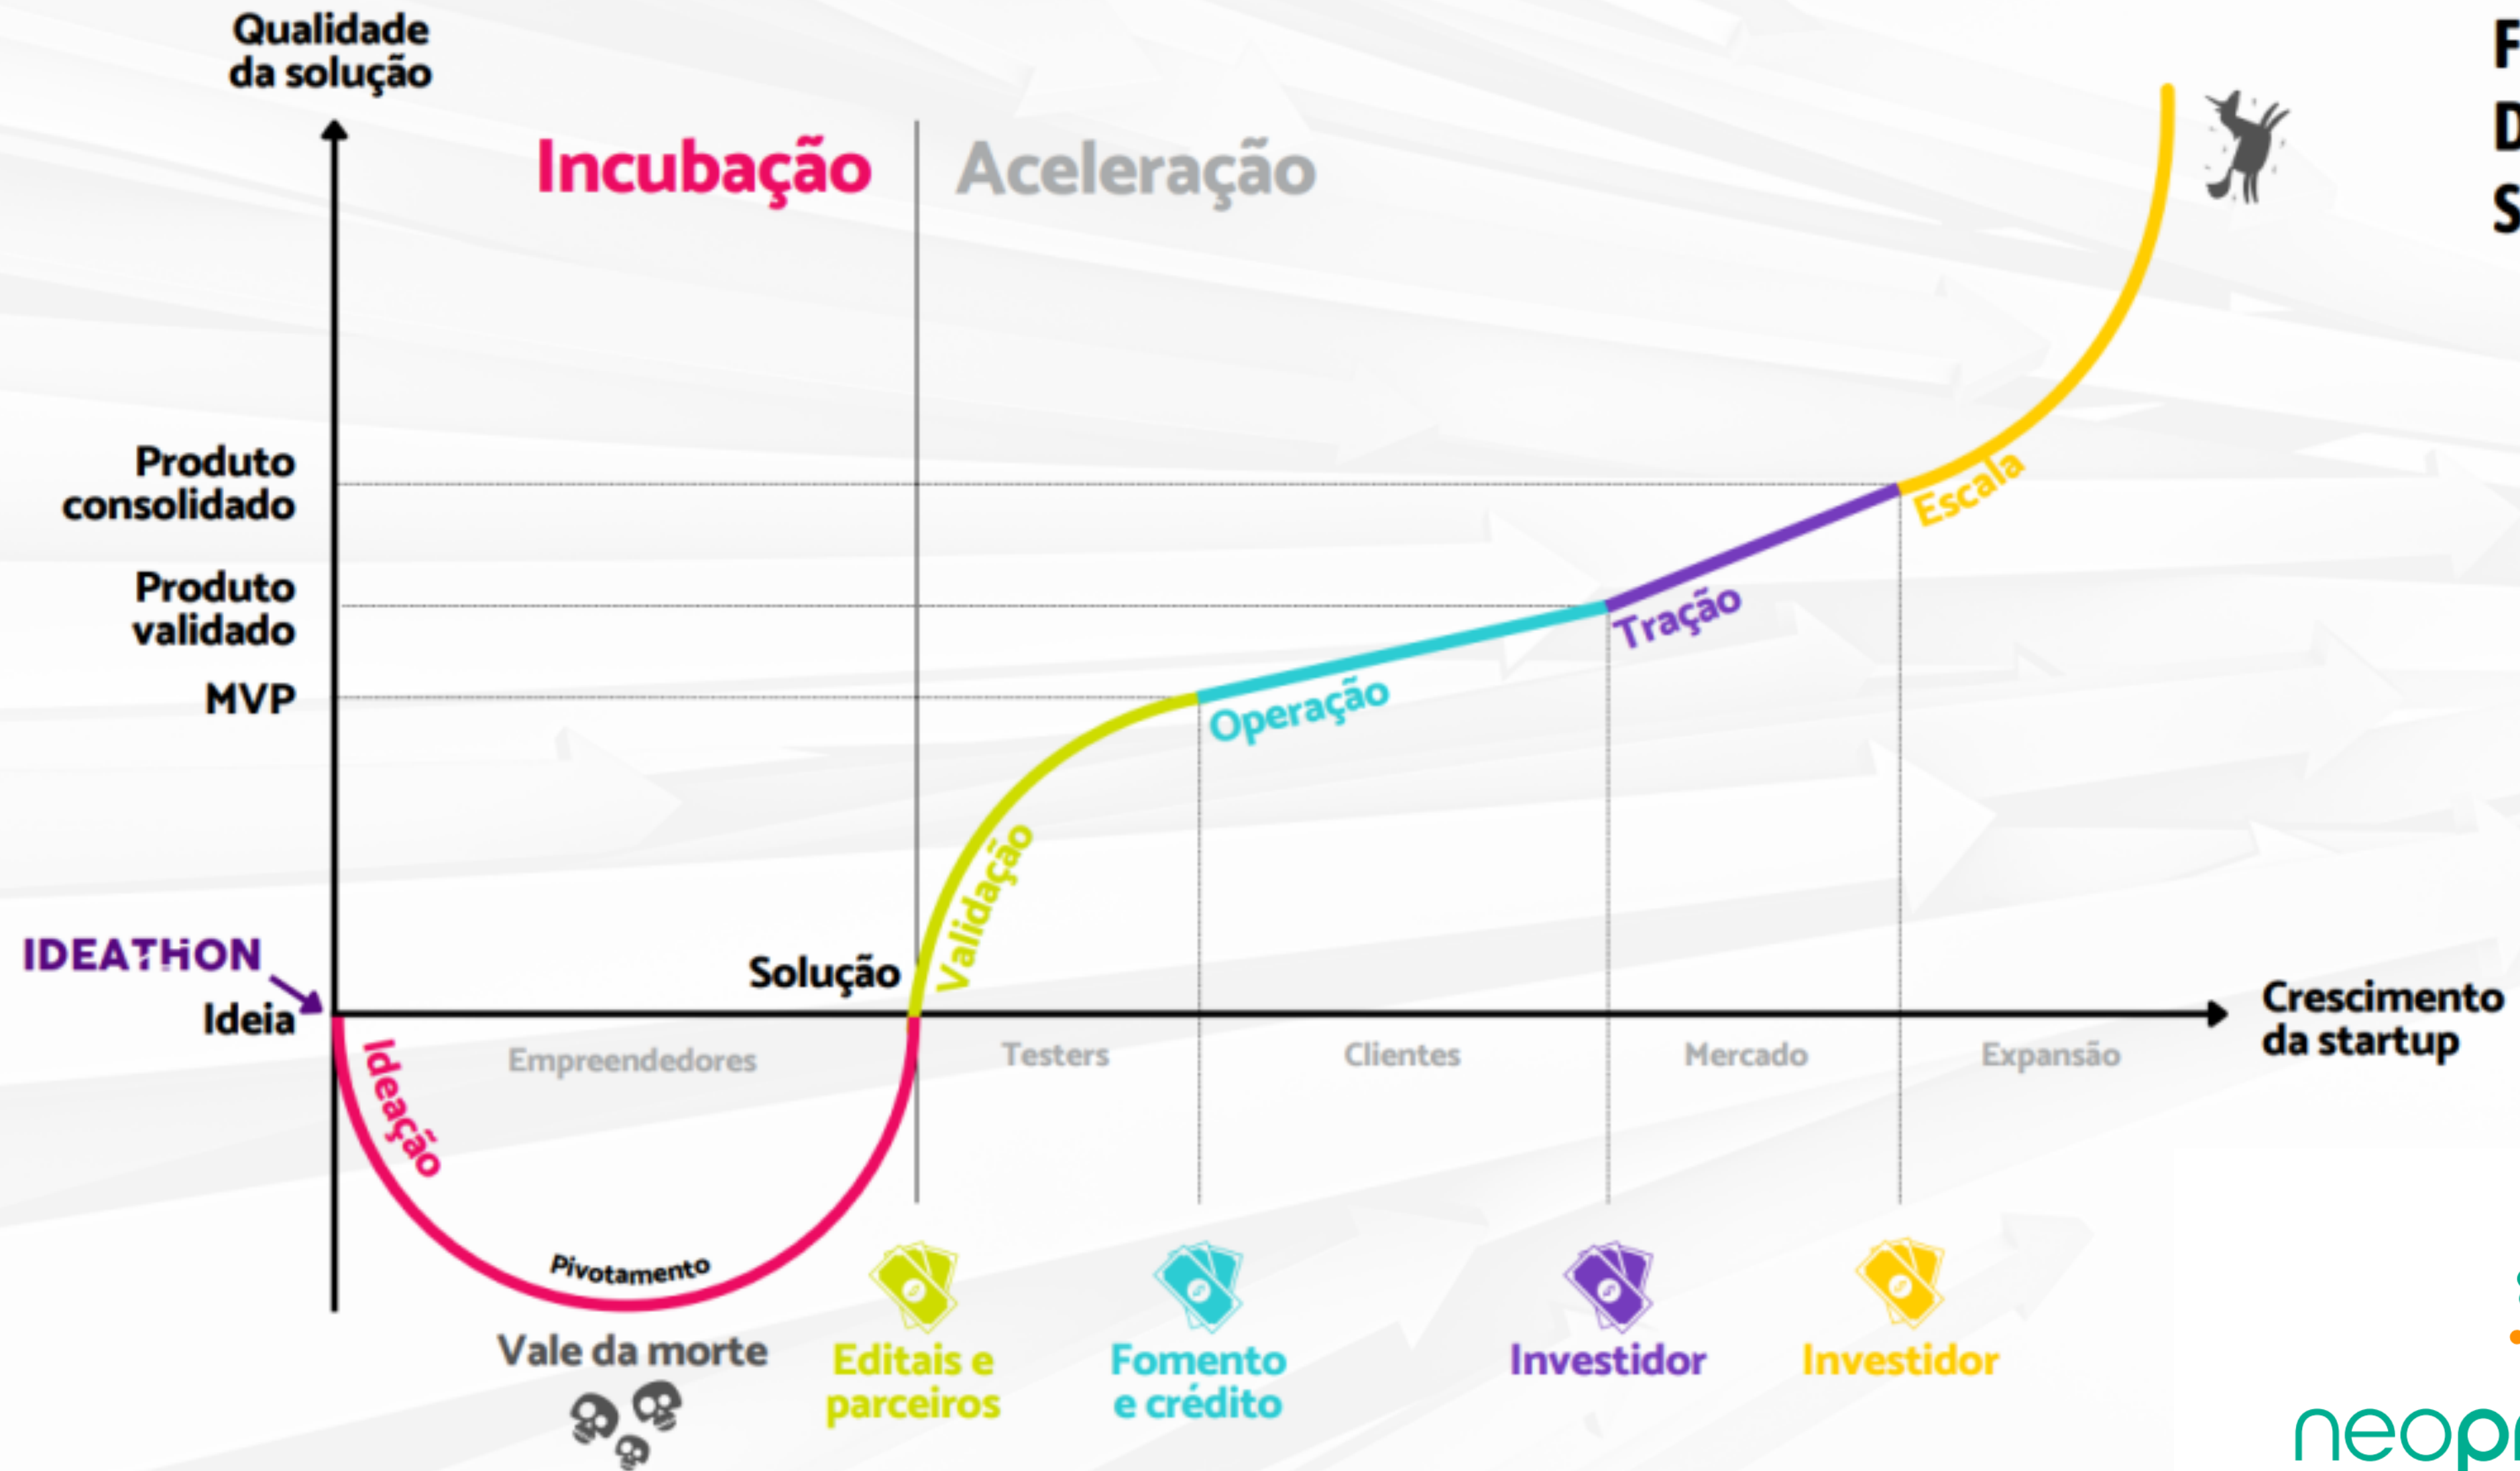 Qualidade
da solução
Incubação
Aceleração
F
D
S
Produto
consolidado
Escala
Produto
validado
Tração
MVP
Operação
Validação
IDEATHON
Solução
Ideia
Crescimento
da startup
Empreendedores
Testers
Clientes
Mercado
Expansão
Ideação
Pivotamento
Vale da morte
Editais e
parceiros
Fomento
e crédito
Investidor
Investidor